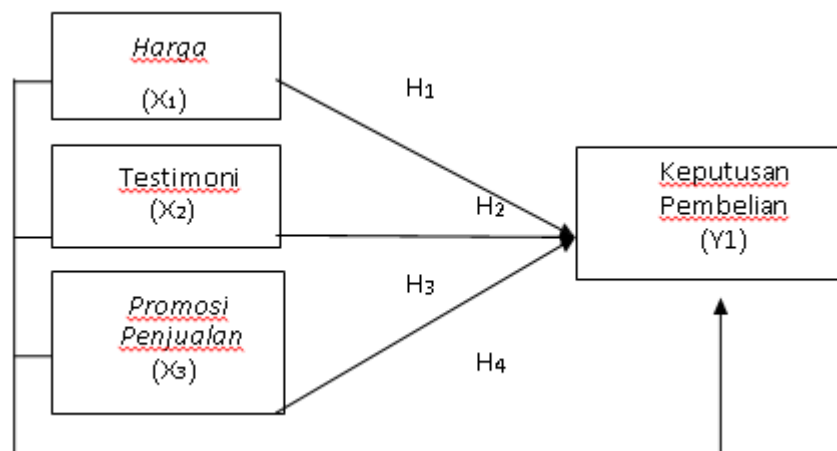 Harga
(X₁)
H₁
Testimoni
(X₂)
H₂
Keputusan
Pembelian
(Y1)
Promosi
Penjualan
(X₃)
H₃
H₄